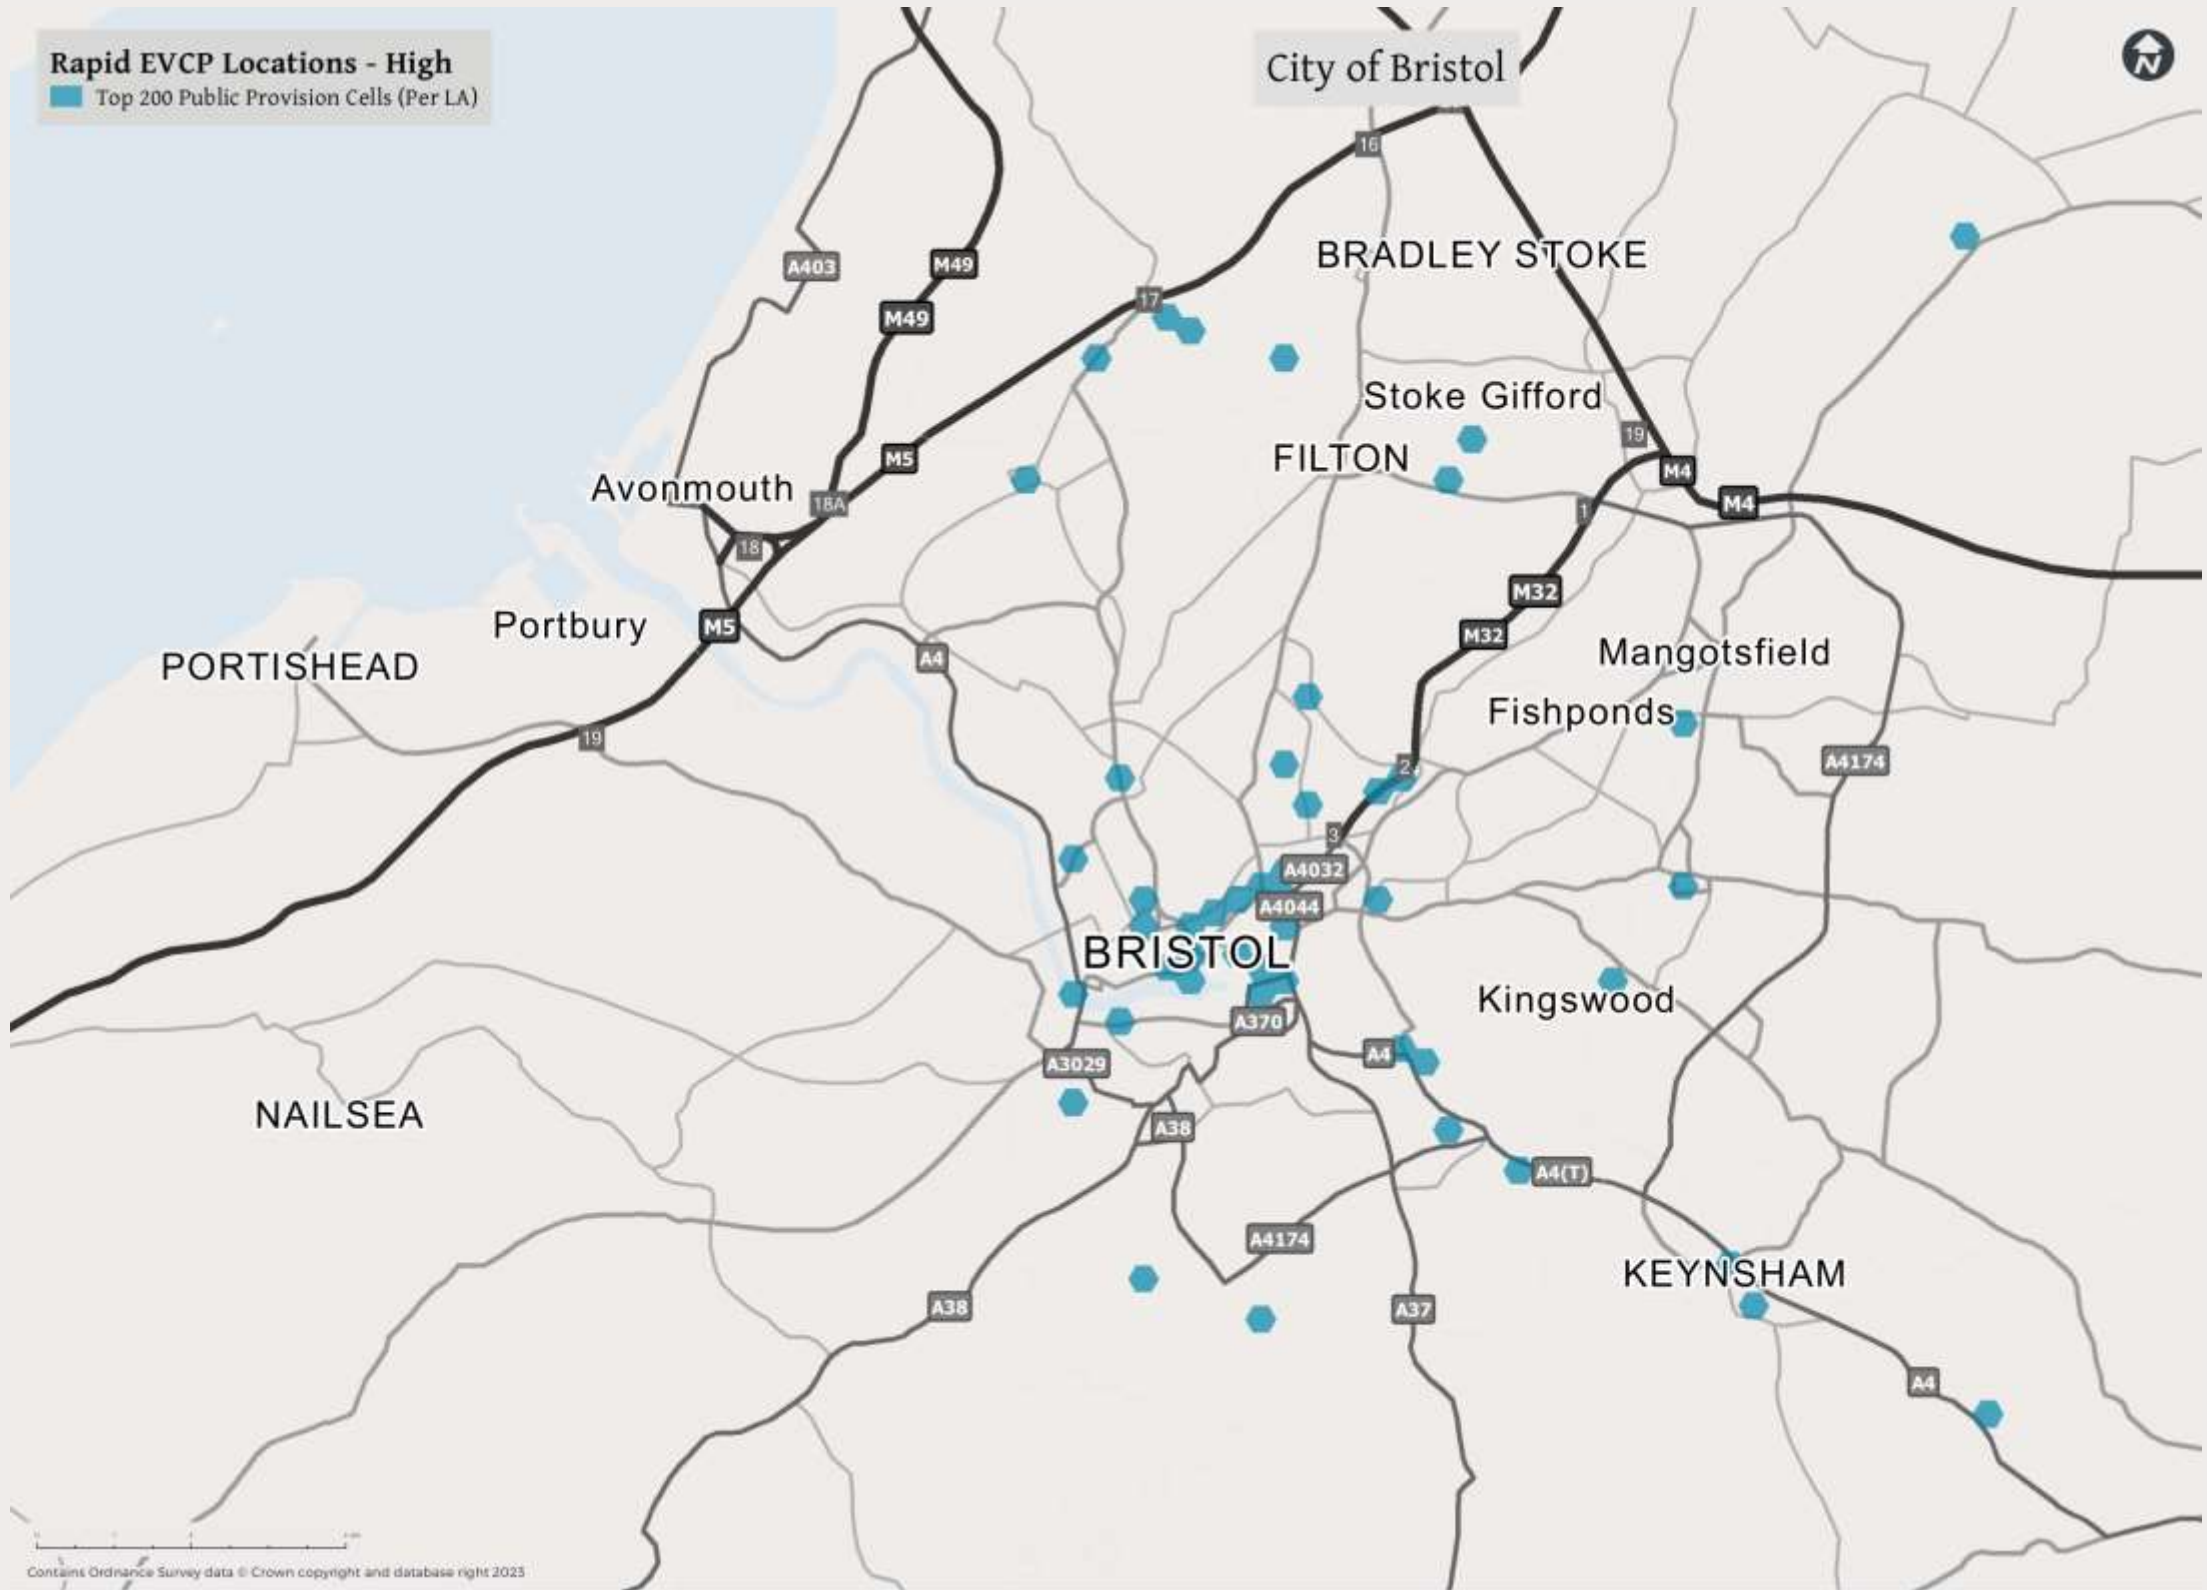 Rapid EVCP Locations - High
Top 200 Public Provision Cells (Per LA)
City of Bristol
N
16
BRADLEY STOKE
A403
M49
17
M49
Stoke Gifford
19
FILTON
M5
M4
Avonmouth
18A
M4
1
18
M32
Portbury
M5
M32
PORTISHEAD
A4
Mangotsfield
Fishponds
19
2
A4174
3
A4032
A4044
BRISTOL
Kingswood
A370
A4
A3029
NAILSEA
A38
A4(T)
A4174
KEYNSHAM
A38
A37
A4
Contains Ordnance Survey data © Crown copyright and database right 2023